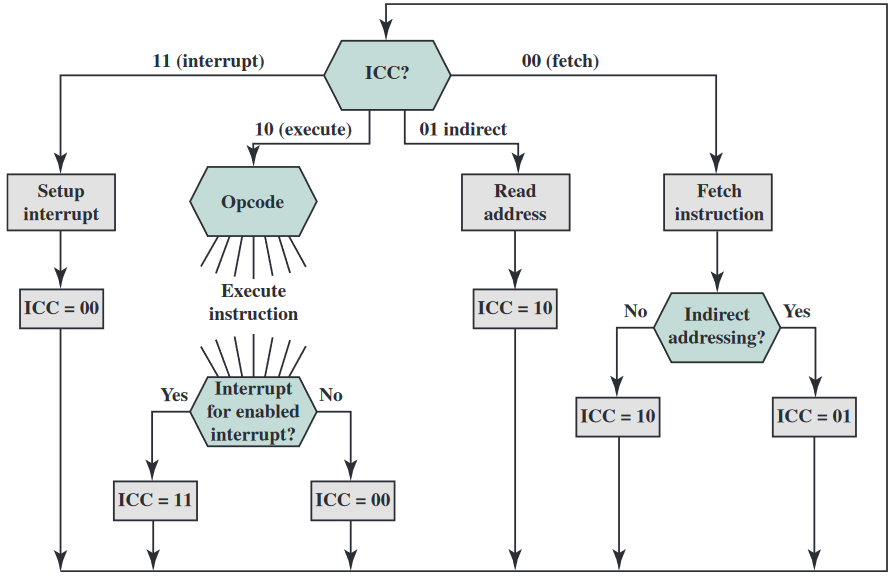 11 (interrupt)
ICC?
00 (fetch)
10 (execute)
01 indirect
Setup
interrupt
Opcode
Read
address
Fetch
instruction
Execute
instruction
ICC = 00
ICC = 10
No
Indirect
addressing?
Yes
Yes
Interrupt
for enabled
interrupt?
No
ICC = 10
ICC = 01
ICC = 11
ICC = 00